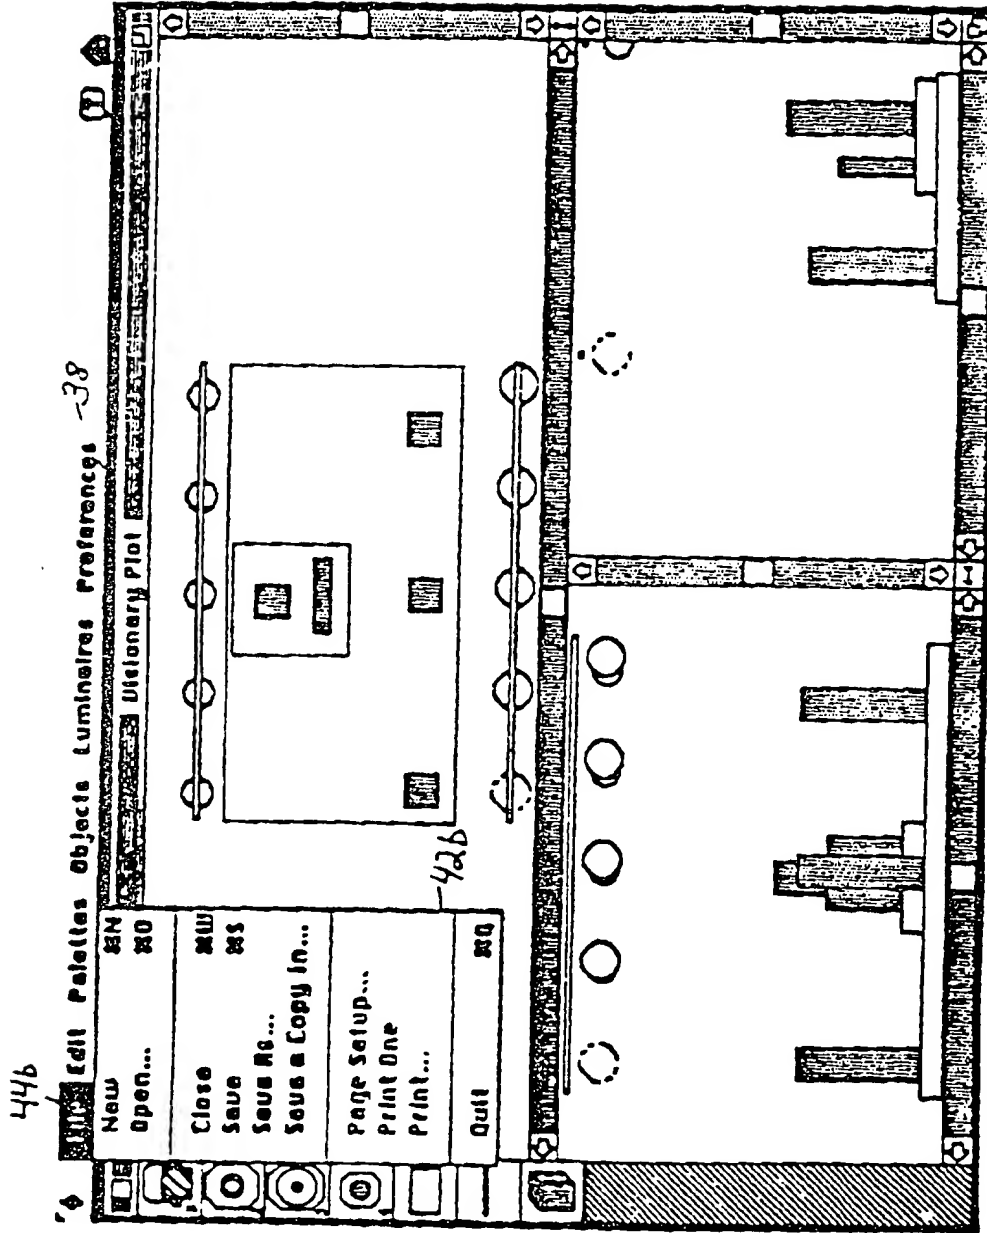 44b
File Edit Palettes Objects Luminaires Preferences -38
Visionary Plot
New ⌘N
Open... ⌘O
Close ⌘W
Save ⌘S
Save As...
Save a Copy In...
Page Setup...
Print One
Print...
Quit ⌘Q
42b